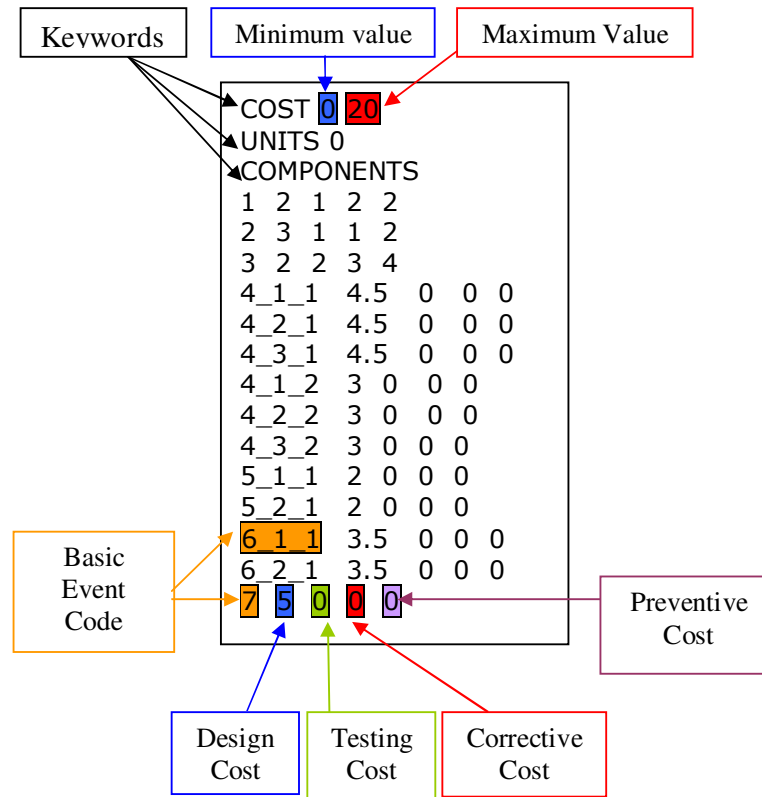 Keywords
Minimum value
Maximum Value
COST 0 20
UNITS 0
COMPONENTS
1 2 1 2 2
2 3 1 1 2
3 2 2 3 4
4_1_1 4.5 0 0 0
4_2_1 4.5 0 0 0
4_3_1 4.5 0 0 0
4_1_2 3 0 0 0
4_2_2 3 0 0 0
4_3_2 3 0 0 0
5_1_1 2 0 0 0
5_2_1 2 0 0 0
6_1_1 3.5 0 0 0
6_2_1 3.5 0 0 0
7 5 0 0 0
Basic
Event
Code
Preventive
Cost
Design
Cost
Testing
Cost
Corrective
Cost